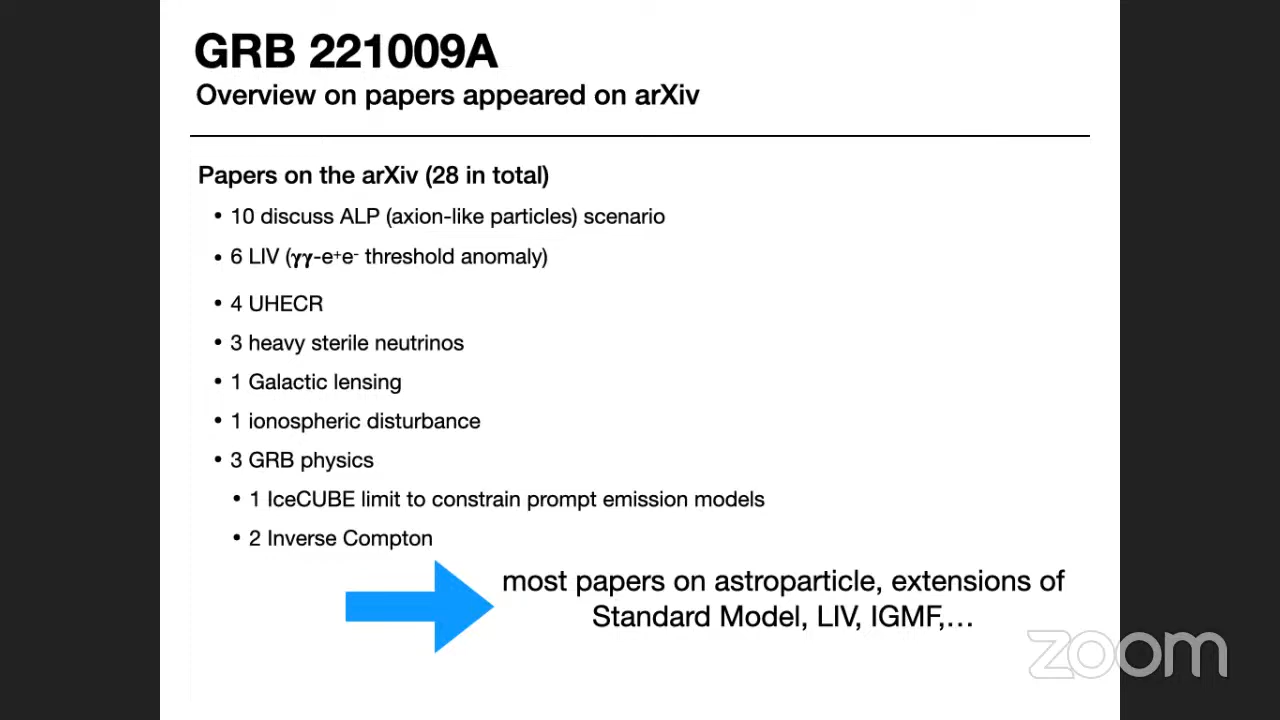 GRB 221009A
Overview on papers appeared on arXiv
Papers on the arXiv (28 in total)
• 10 discuss ALP (axion-like particles) scenario
• 6 LIV (γγ-e⁺e⁻ threshold anomaly)
• 4 UHECR
• 3 heavy sterile neutrinos
• 1 Galactic lensing
• 1 ionospheric disturbance
• 3 GRB physics
• 1 IceCUBE limit to constrain prompt emission models
• 2 Inverse Compton
most papers on astroparticle, extensions of
Standard Model, LIV, IGMF,...
zoom